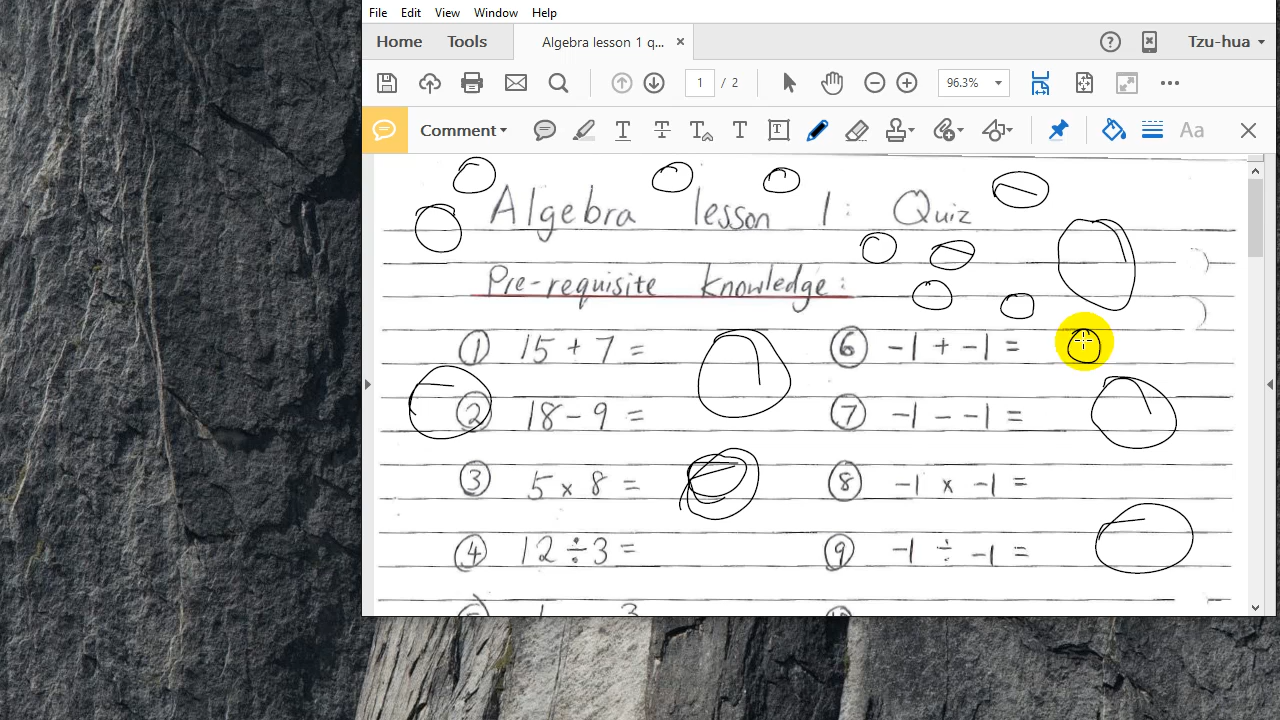 File Edit View Window Help
Home Tools Algebra lesson 1 q... × Tzu-hua
1 / 2 96.3%
Comment T T T T T Aa
Algebra lesson 1: Quiz
Pre-requisite knowledge:
① 15 + 7 =
② 18 - 9 =
③ 5 x 8 =
④ 12 ÷ 3 =
⑥ -1 + -1 =
⑦ -1 - -1 =
⑧ -1 x -1 =
⑨ -1 ÷ -1 =